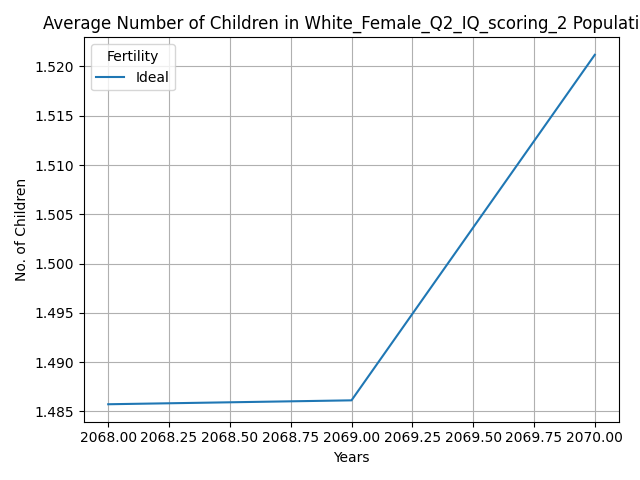 Average Number of Children in White_Female_Q2_IQ_scoring_2 Populati
Fertility
Ideal
1.520
1.515
1.510
1.505
1.500
1.495
1.490
1.485
No. of Children
2068.00 2068.25 2068.50 2068.75 2069.00 2069.25 2069.50 2069.75 2070.00
Years